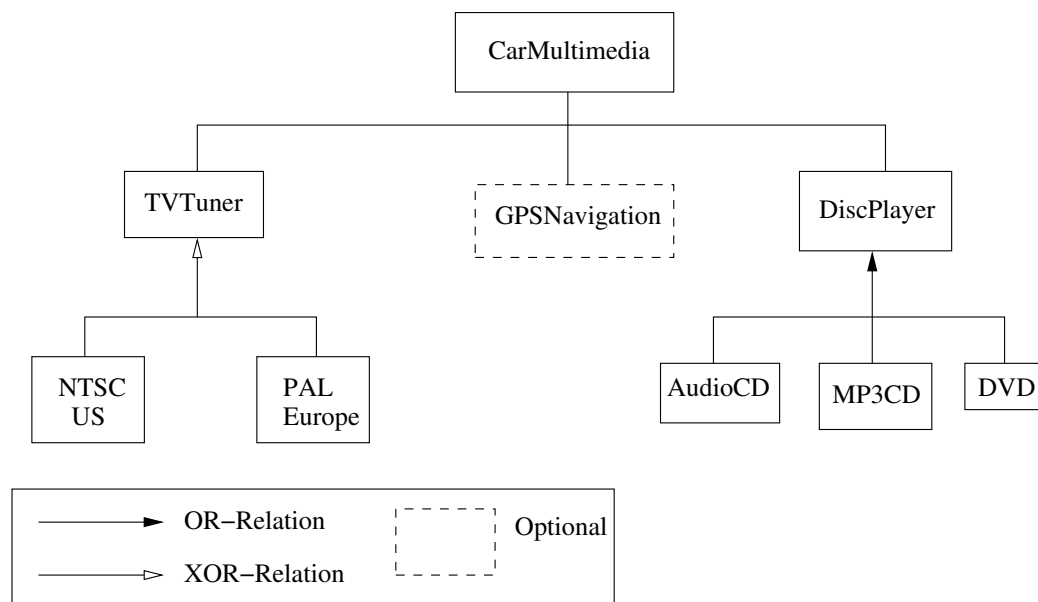 CarMultimedia
TVTuner
GPSNavigation
DiscPlayer
NTSC
US
PAL
Europe
AudioCD
MP3CD
DVD
OR−Relation
Optional
XOR−Relation